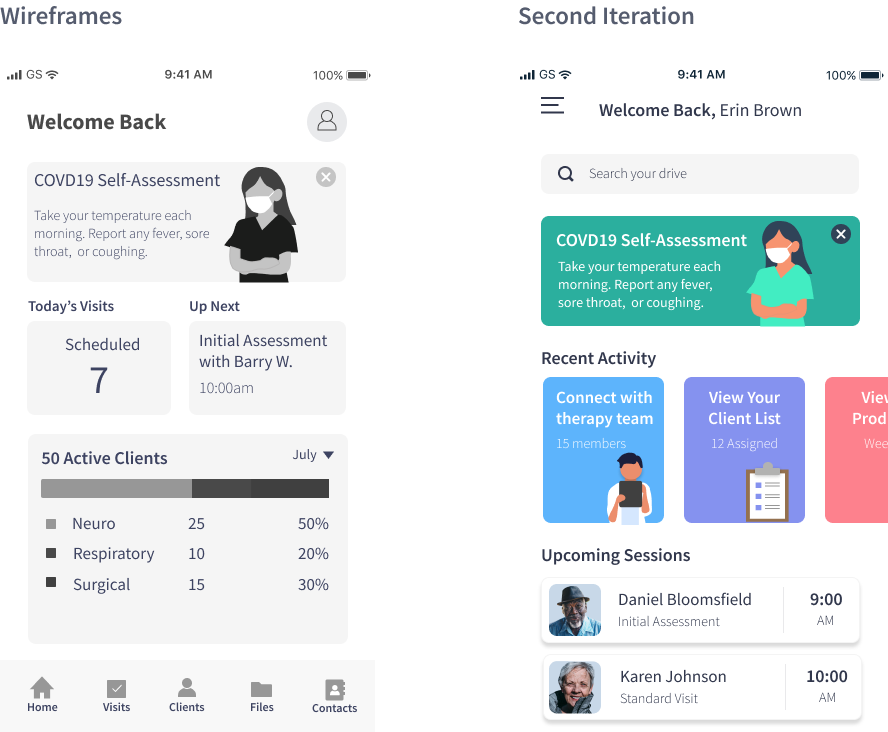 Wireframes
GS
9:41 AM
100%
Welcome Back
COVD19 Self-Assessment
Take your temperature each
morning. Report any fever, sore
throat, or coughing.
Today's Visits
Scheduled
7
Up Next
Initial Assessment
with Barry W.
10:00am
50 Active Clients
July
Neuro 25 50%
Respiratory 10 20%
Surgical 15 30%
Home
Visits
Clients
Files
Contacts
Second Iteration
GS
9:41 AM
100%
Welcome Back, Erin Brown
Search your drive
COVD19 Self-Assessment
Take your temperature each
morning. Report any fever,
sore throat, or coughing.
Recent Activity
Connect with
therapy team
15 members
View Your
Client List
12 Assigned
View
Prod
Wee
Upcoming Sessions
Daniel Bloomsfield
Initial Assessment
9:00
AM
Karen Johnson
Standard Visit
10:00
AM